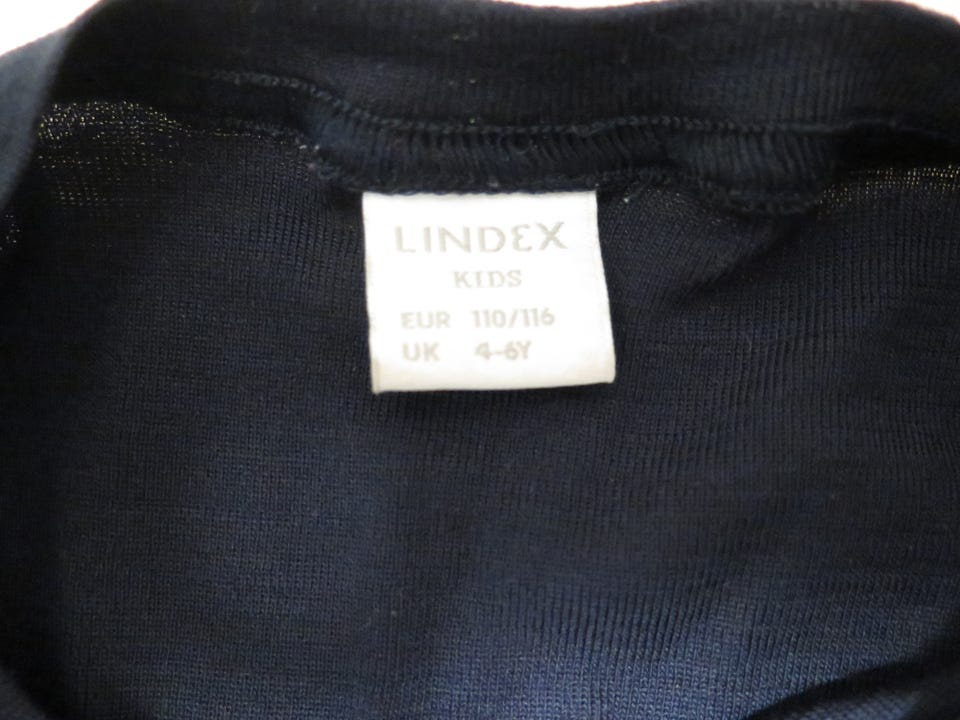 LINDEX
KIDS
EUR 110/116
UK 4-6Y